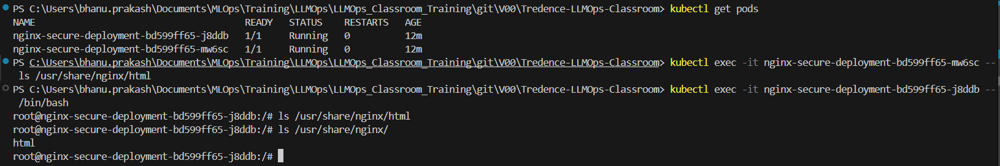 PS C:\Users\bhanu.prakash\Documents\MLOps\Training\LLMOps\LLMOps_Classroom_Training\git\V00\Tredence-LLMOps-Classroom> kubectl get pods
NAME                                       READY   STATUS    RESTARTS   AGE
nginx-secure-deployment-bd599ff65-j8ddb   1/1     Running   0          12m
nginx-secure-deployment-bd599ff65-mw6sc   1/1     Running   0          12m
PS C:\Users\bhanu.prakash\Documents\MLOps\Training\LLMOps\LLMOps_Classroom_Training\git\V00\Tredence-LLMOps-Classroom> kubectl exec -it nginx-secure-deployment-bd599ff65-mw6sc --
ls /usr/share/nginx/html
PS C:\Users\bhanu.prakash\Documents\MLOps\Training\LLMOps\LLMOps_Classroom_Training\git\V00\Tredence-LLMOps-Classroom> kubectl exec -it nginx-secure-deployment-bd599ff65-j8ddb --
/bin/bash
root@nginx-secure-deployment-bd599ff65-j8ddb:/# ls /usr/share/nginx/html
root@nginx-secure-deployment-bd599ff65-j8ddb:/# ls /usr/share/nginx/
html
root@nginx-secure-deployment-bd599ff65-j8ddb:/#